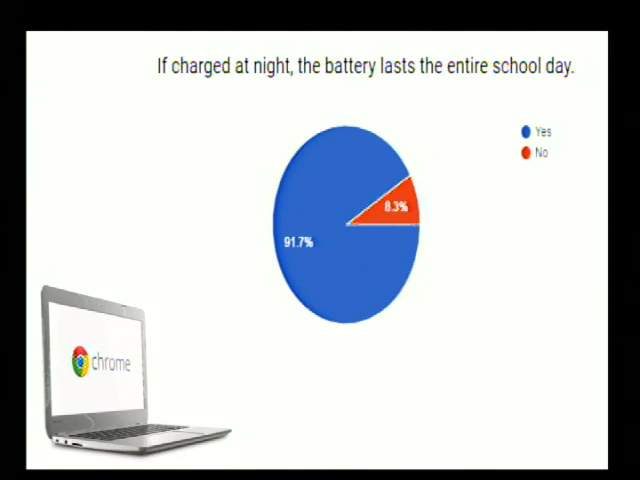 If charged at night, the battery lasts the entire school day.
Yes
No
8.3%
91.7%
chrome